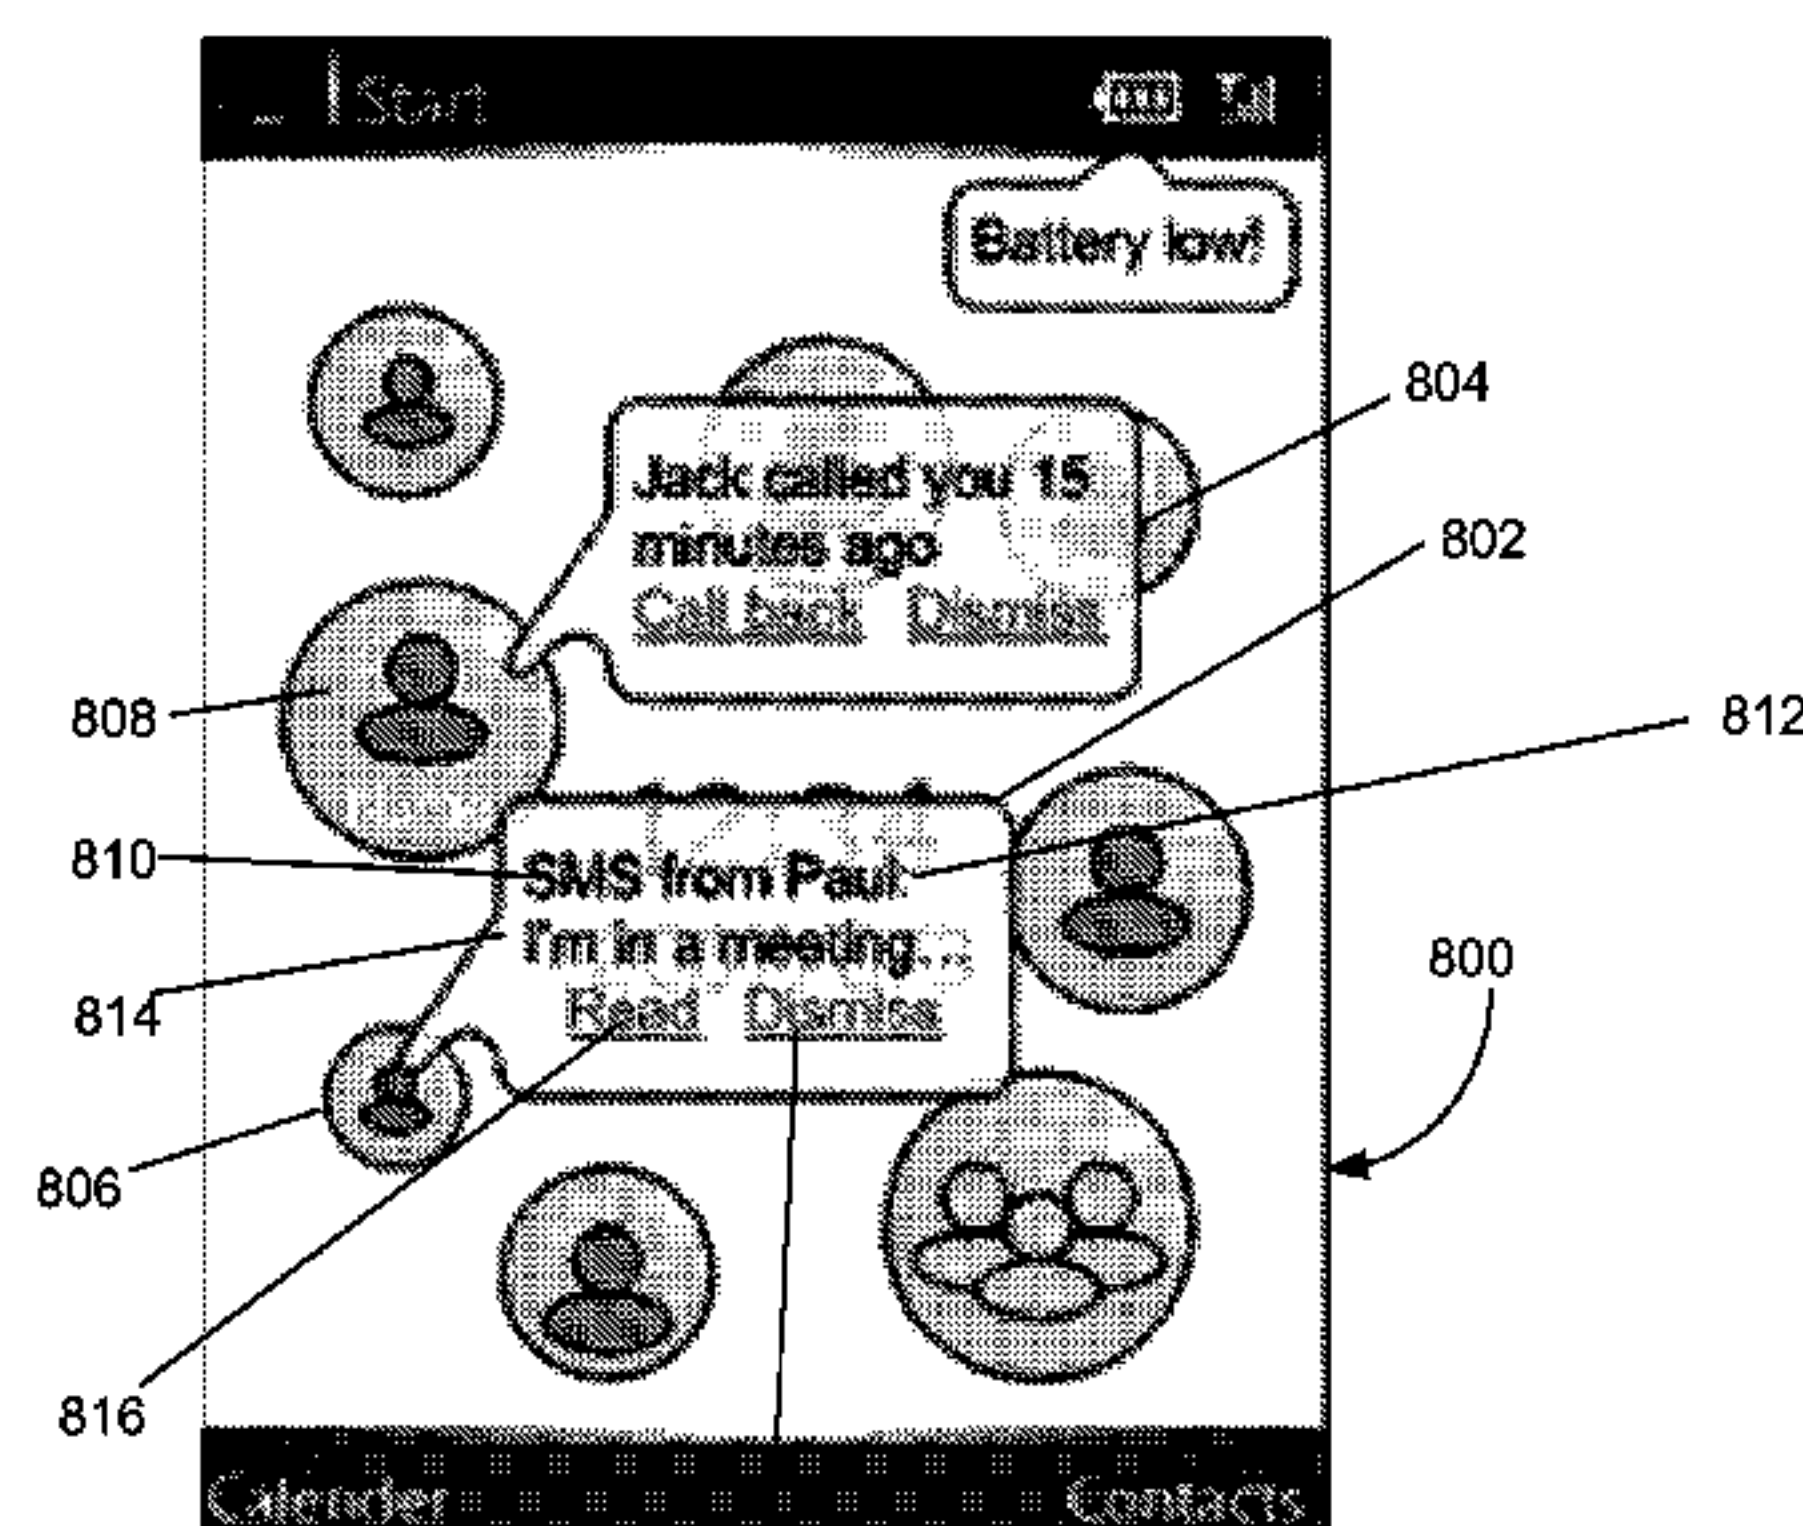 Start
Battery low!
804
Jack called you 15
minutes ago
802
Call back Dismiss
808
812
810
SMS from Paul:
I'm in a meeting...
800
814
Read Dismiss
806
816
Calender
Contacts